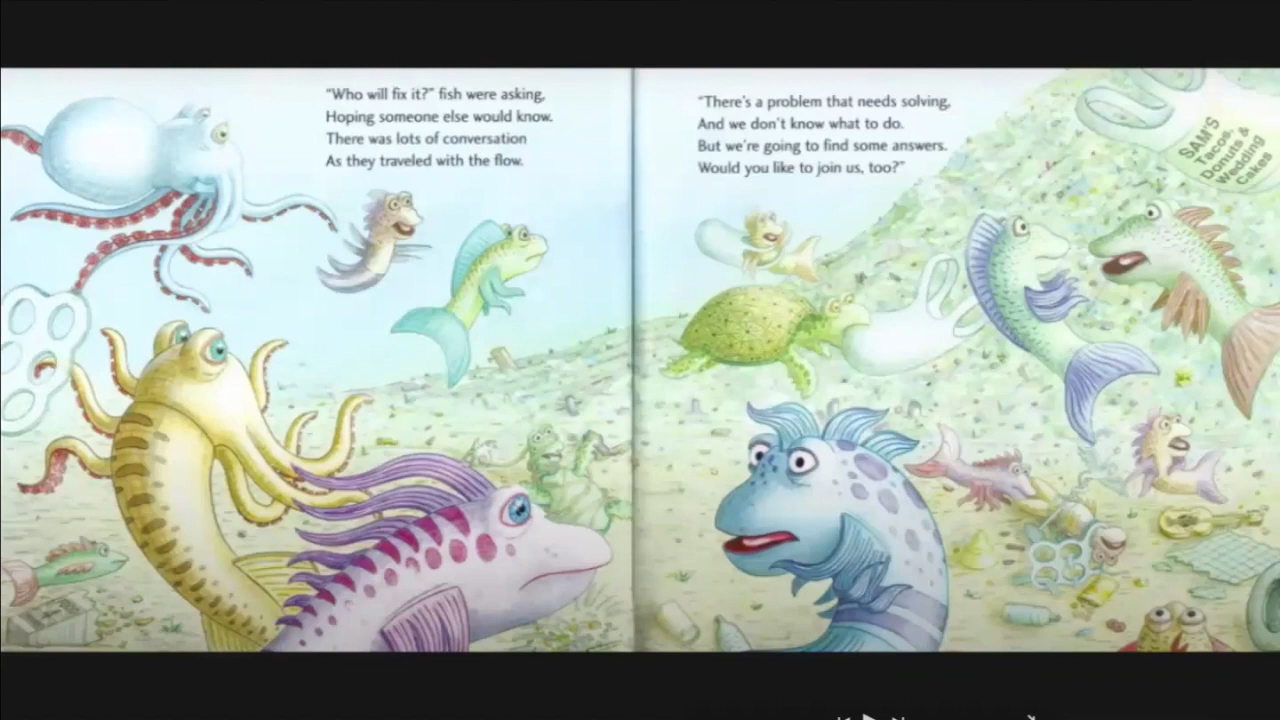 “Who will fix it?” fish were asking,
Hoping someone else would know.
There was lots of conversation
As they traveled with the flow.
“There’s a problem that needs solving,
And we don’t know what to do.
But we’re going to find some answers.
Would you like to join us, too?”
SAM'S
Tacos,
Donuts &
Wedding
Cakes